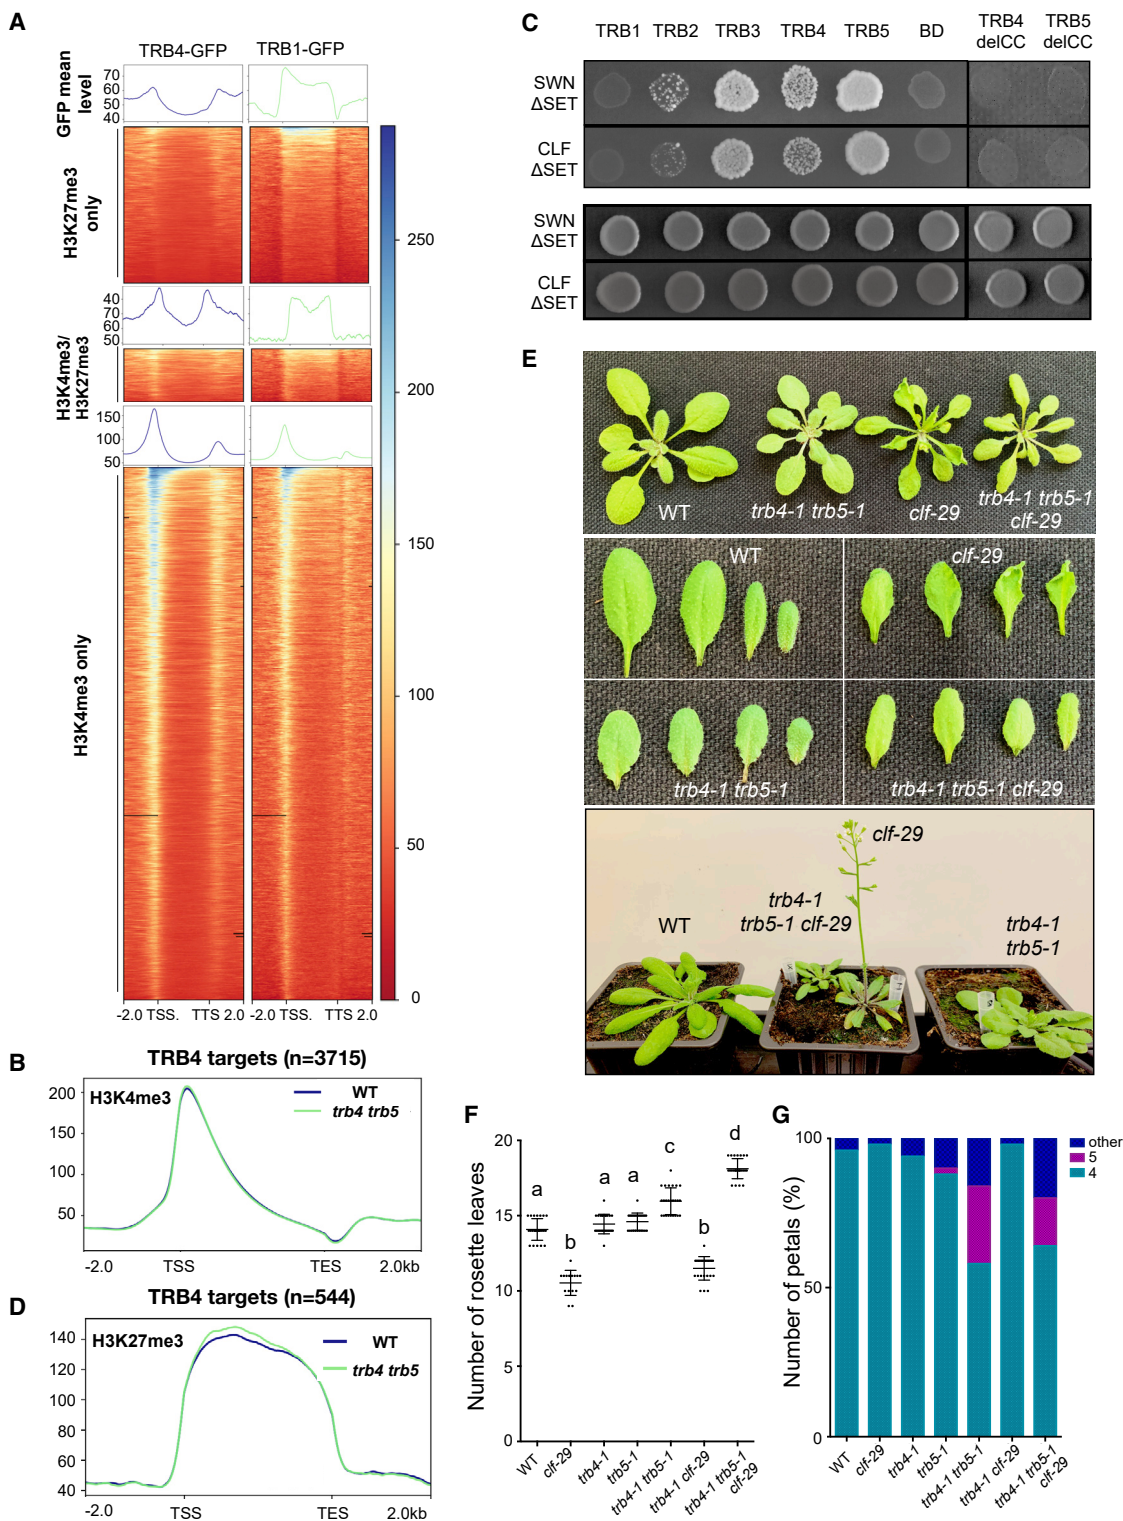 A
TRB4-GFP TRB1-GFP
GFP mean
level
70
60
50
40
H3K27me3
only
40
70
60
50
H3K4me3/
H3K27me3
150
100
50
H3K4me3 only
250
200
150
100
50
0
-2.0 TSS. TTS 2.0
-2.0 TSS. TTS 2.0
B
TRB4 targets (n=3715)
H3K4me3
WT
trb4 trb5
200
150
100
50
-2.0 TSS TES 2.0kb
D
TRB4 targets (n=544)
H3K27me3
WT
trb4 trb5
140
120
100
80
60
40
-2.0 TSS TES 2.0kb
C
TRB1 TRB2 TRB3 TRB4 TRB5 BD TRB4 TRB5
delCC delCC
SWN
ΔSET
CLF
ΔSET
SWN
ΔSET
CLF
ΔSET
E
WT
trb4-1 trb5-1
clf-29
trb4-1 trb5-1
clf-29
WT
clf-29
trb4-1 trb5-1
trb4-1 trb5-1 clf-29
clf-29
trb4-1
trb5-1 clf-29
WT
trb4-1
trb5-1
F
Number of rosette leaves
20
15
10
5
0
a
b
a
a
c
b
d
WT
clf-29
trb4-1
trb5-1
trb4-1 trb5-1
trb4-1 clf-29
trb4-1 trb5-1
clf-29
G
Number of petals (%)
100
50
0
other
5
4
WT
clf-29
trb4-1
trb5-1
trb4-1 trb5-1
trb4-1 clf-29
trb4-1 trb5-1
clf-29